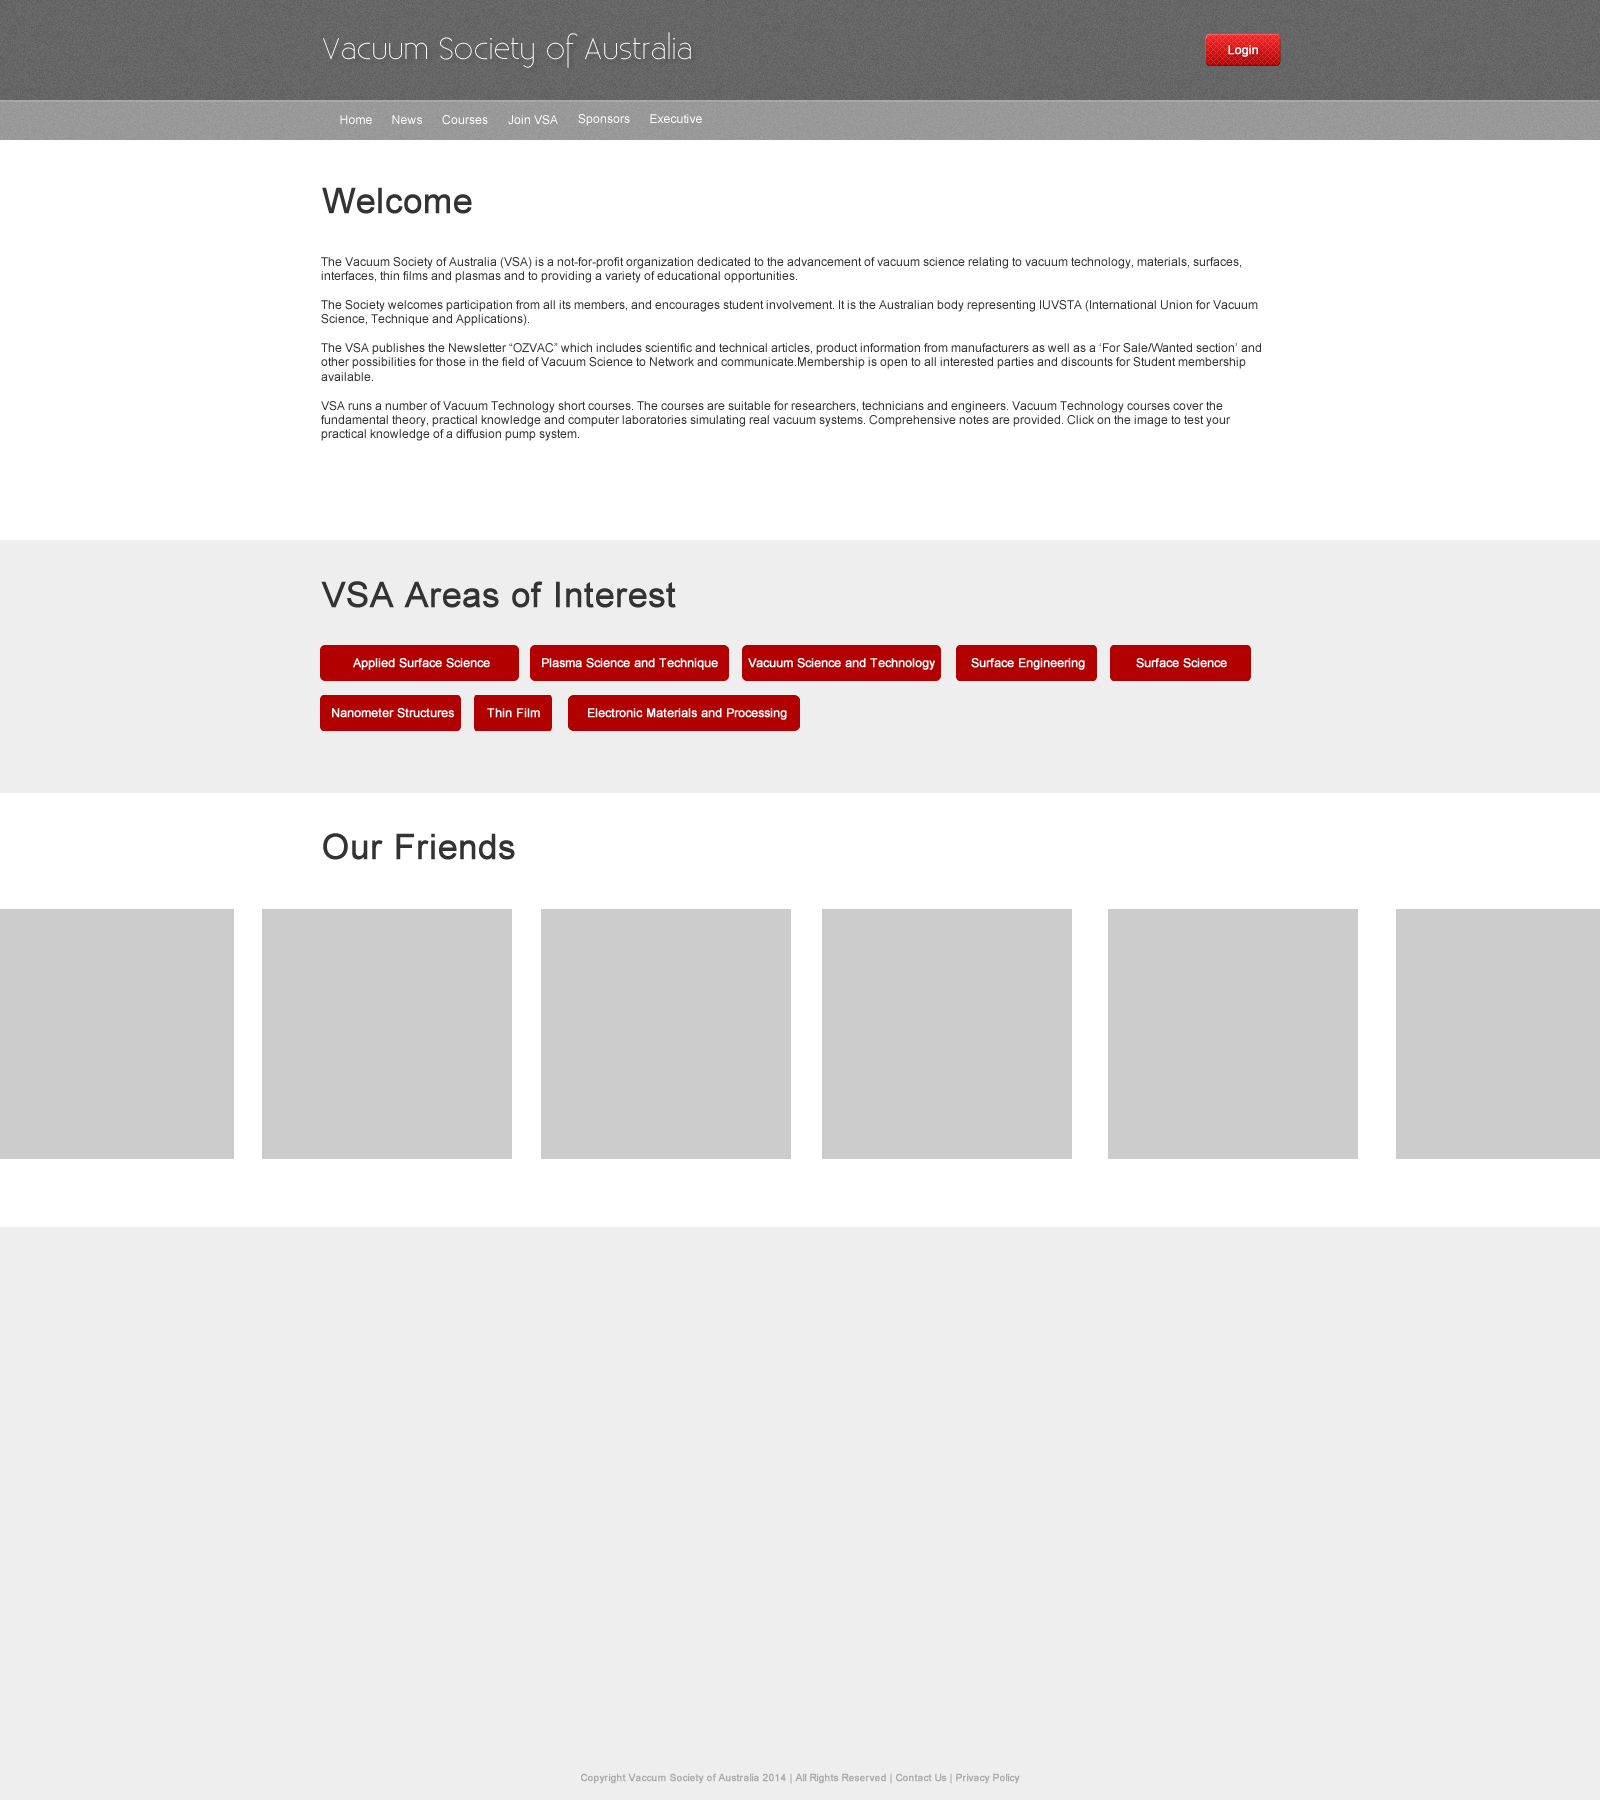 Vacuum Society of Australia
Login
Home News Courses Join VSA Sponsors Executive
Welcome
The Vacuum Society of Australia (VSA) is a not-for-profit organization dedicated to the advancement of vacuum science relating to vacuum technology, materials, surfaces,
interfaces, thin films and plasmas and to providing a variety of educational opportunities.
The Society welcomes participation from all its members, and encourages student involvement. It is the Australian body representing IUVSTA (International Union for Vacuum
Science, Technique and Applications).
The VSA publishes the Newsletter “OZVAC” which includes scientific and technical articles, product information from manufacturers as well as a ‘For Sale/Wanted section’ and
other possibilities for those in the field of Vacuum Science to Network and communicate.Membership is open to all interested parties and discounts for Student membership
available.
VSA runs a number of Vacuum Technology short courses. The courses are suitable for researchers, technicians and engineers. Vacuum Technology courses cover the
fundamental theory, practical knowledge and computer laboratories simulating real vacuum systems. Comprehensive notes are provided. Click on the image to test your
practical knowledge of a diffusion pump system.
VSA Areas of Interest
Applied Surface Science Plasma Science and Technique Vacuum Science and Technology Surface Engineering Surface Science
Nanometer Structures Thin Film Electronic Materials and Processing
Our Friends
Copyright Vaccum Society of Australia 2014 | All Rights Reserved | Contact Us | Privacy Policy